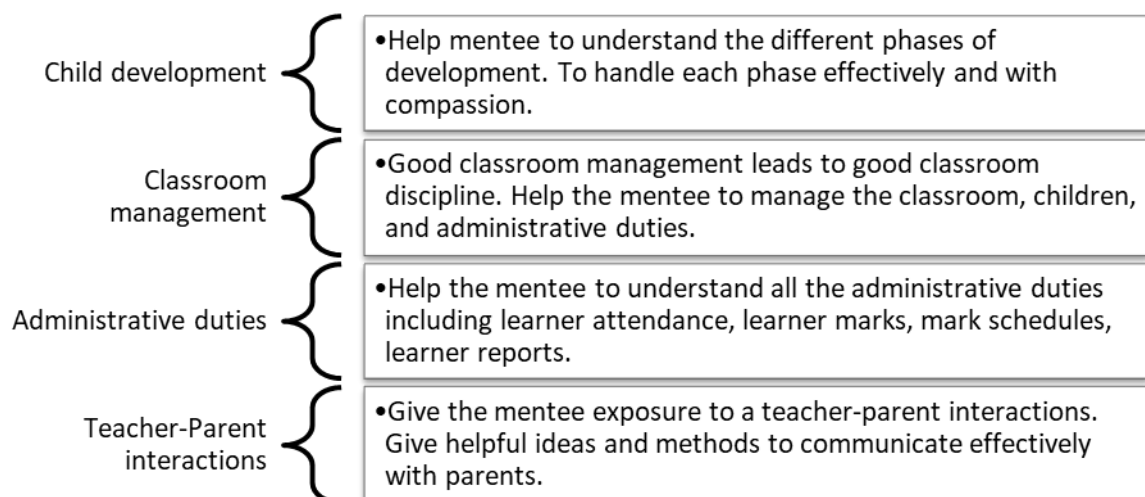 Child development
•Help mentee to understand the different phases of
development. To handle each phase effectively and with
compassion.
Classroom
management
•Good classroom management leads to good classroom
discipline. Help the mentee to manage the classroom, children,
and administrative duties.
Administrative duties
•Help the mentee to understand all the administrative duties
including learner attendance, learner marks, mark schedules,
learner reports.
Teacher-Parent
interactions
•Give the mentee exposure to a teacher-parent interactions.
Give helpful ideas and methods to communicate effectively
with parents.